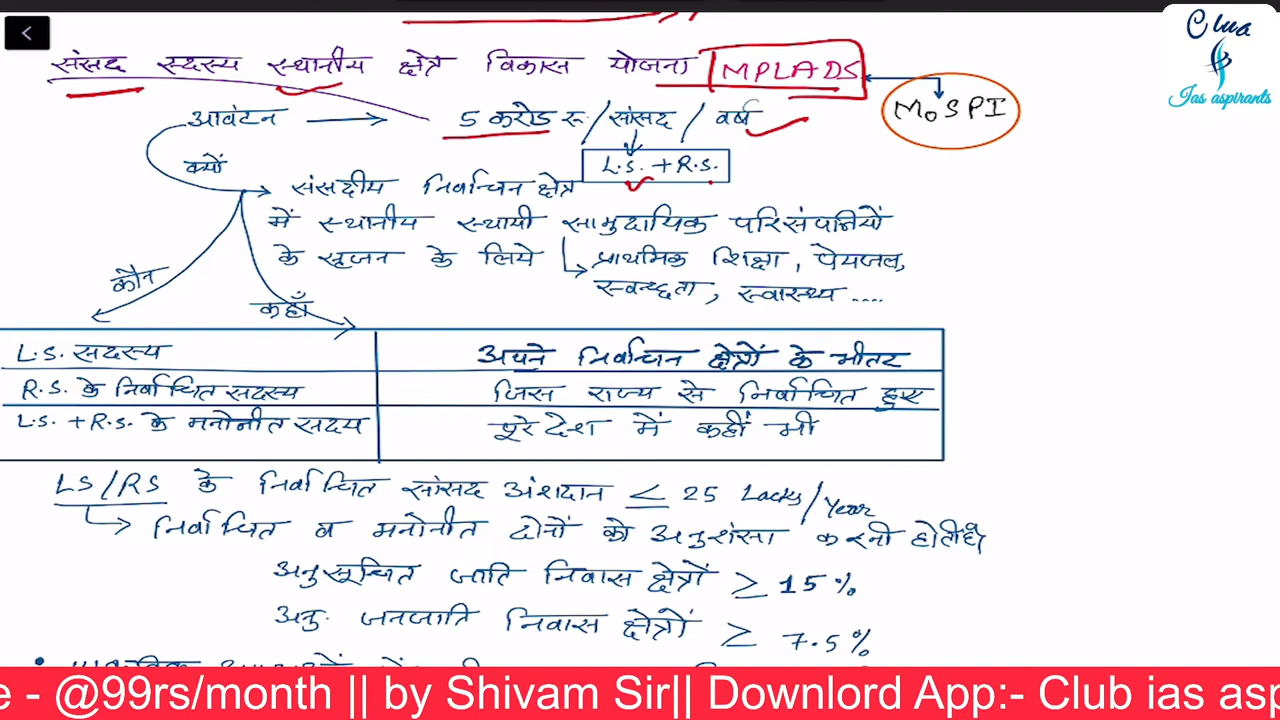 Clua
Ias aspirants
संसद सदस्य स्थानीय क्षेत्र विकास योजना MPLADS
MoSPI
आवंटन → 5 करोड रु./सांसद/वर्ष
L.S. + R.S.
क्यों
संसदीय निर्वाचन क्षेत्र
में स्थानीय स्थायी सामुदायिक परिसंपत्तियों
के सृजन के लिये प्राथमिक शिक्षा, पेयजल,
स्वच्छता, स्वास्थ्य ....
कौन
कहाँ
L.S. सदस्य अपने निर्वाचन क्षेत्रों के भीतर
R.S. के निर्वाचित सदस्य जिस राज्य से निर्वाचित हुए
L.S. + R.S. के मनोनीत सदस्य पूरे देश में कहीं भी
LS/RS के निर्वाचित सांसद अंशदान ≤ 25 Lacks/Year
निर्वाचित व मनोनीत दोनों को अनुशंसा करनी होती है
अनुसूचित जाति निवास क्षेत्रों ≥ 15%
अनु. जनजाति निवास क्षेत्रों ≥ 7.5%
e - @99rs/month || by Shivam Sir|| Downlord App:- Club ias asp